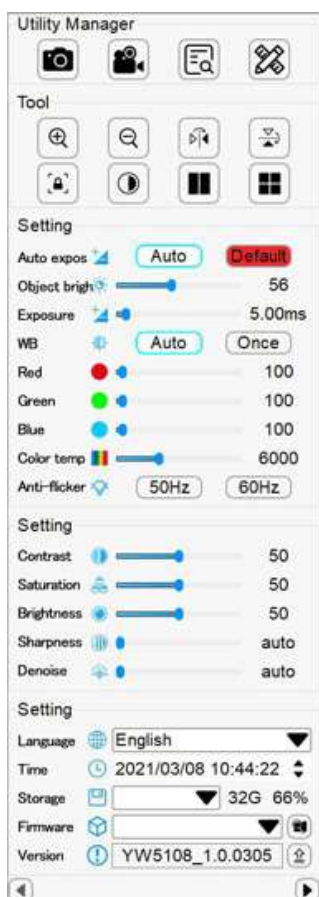 Utility Manager
Tool
Setting
Auto expos Auto Default
Object brigh 56
Exposure 5.00ms
WB Auto Once
Red 100
Green 100
Blue 100
Color temp 6000
Anti-flicker 50Hz 60Hz
Setting
Contrast 50
Saturation 50
Brightness 50
Sharpness auto
Denoise auto
Setting
Language English
Time 2021/03/08 10:44:22
Storage 32G 66%
Firmware
Version YW5108_1.0.0305